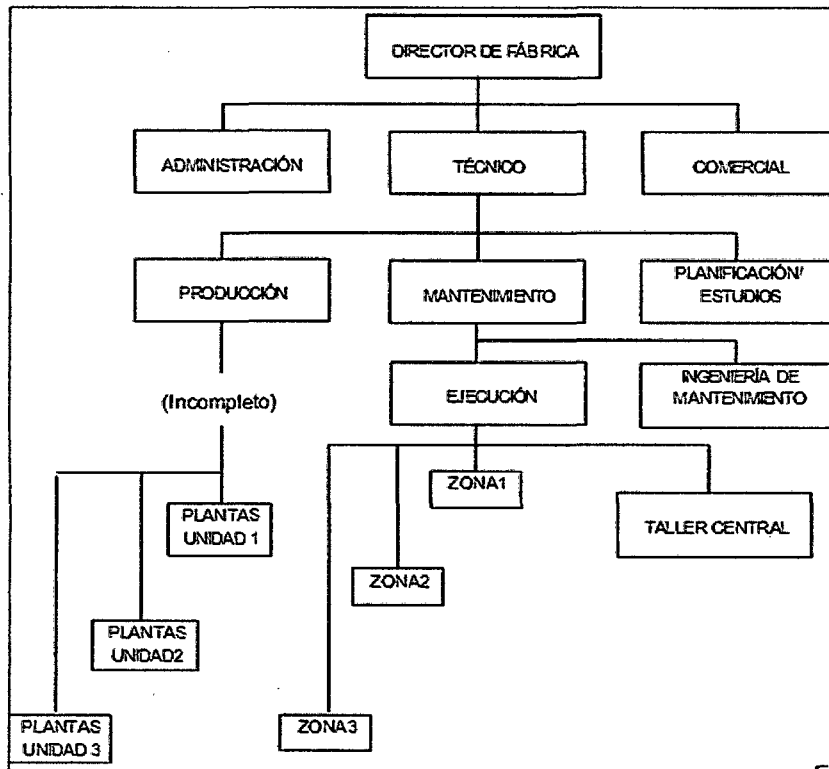 DIRECTOR DE FÁBRICA
ADMINISTRACIÓN
TÉCNICO
COMERCIAL
PRODUCCIÓN
MANTENIMIENTO
PLANIFICACIÓN/
ESTUDIOS
(Incompleto)
EJECUCIÓN
INGENIERÍA DE
MANTENIMIENTO
PLANTAS
UNIDAD 1
ZONA1
TALLER CENTRAL
PLANTAS
UNIDAD2
ZONA2
PLANTAS
UNIDAD 3
ZONA3